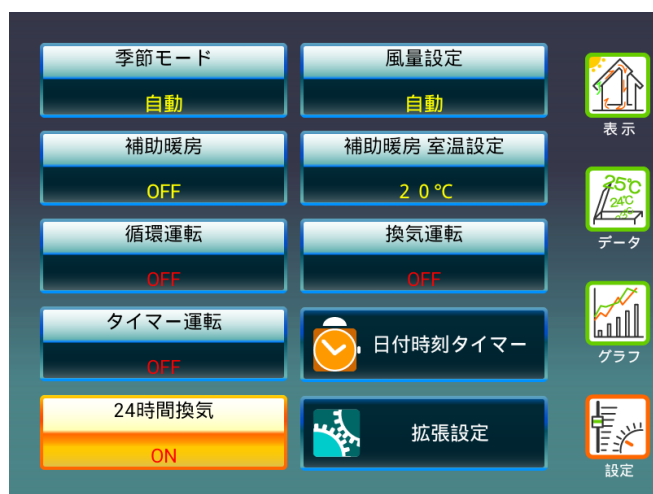 季節モード
自動
風量設定
自動
補助暖房
OFF
補助暖房 室温設定
20℃
循環運転
OFF
換気運転
OFF
タイマー運転
OFF
日付時刻タイマー
24時間換気
ON
拡張設定
表示
25℃
24℃
データ
グラフ
設定